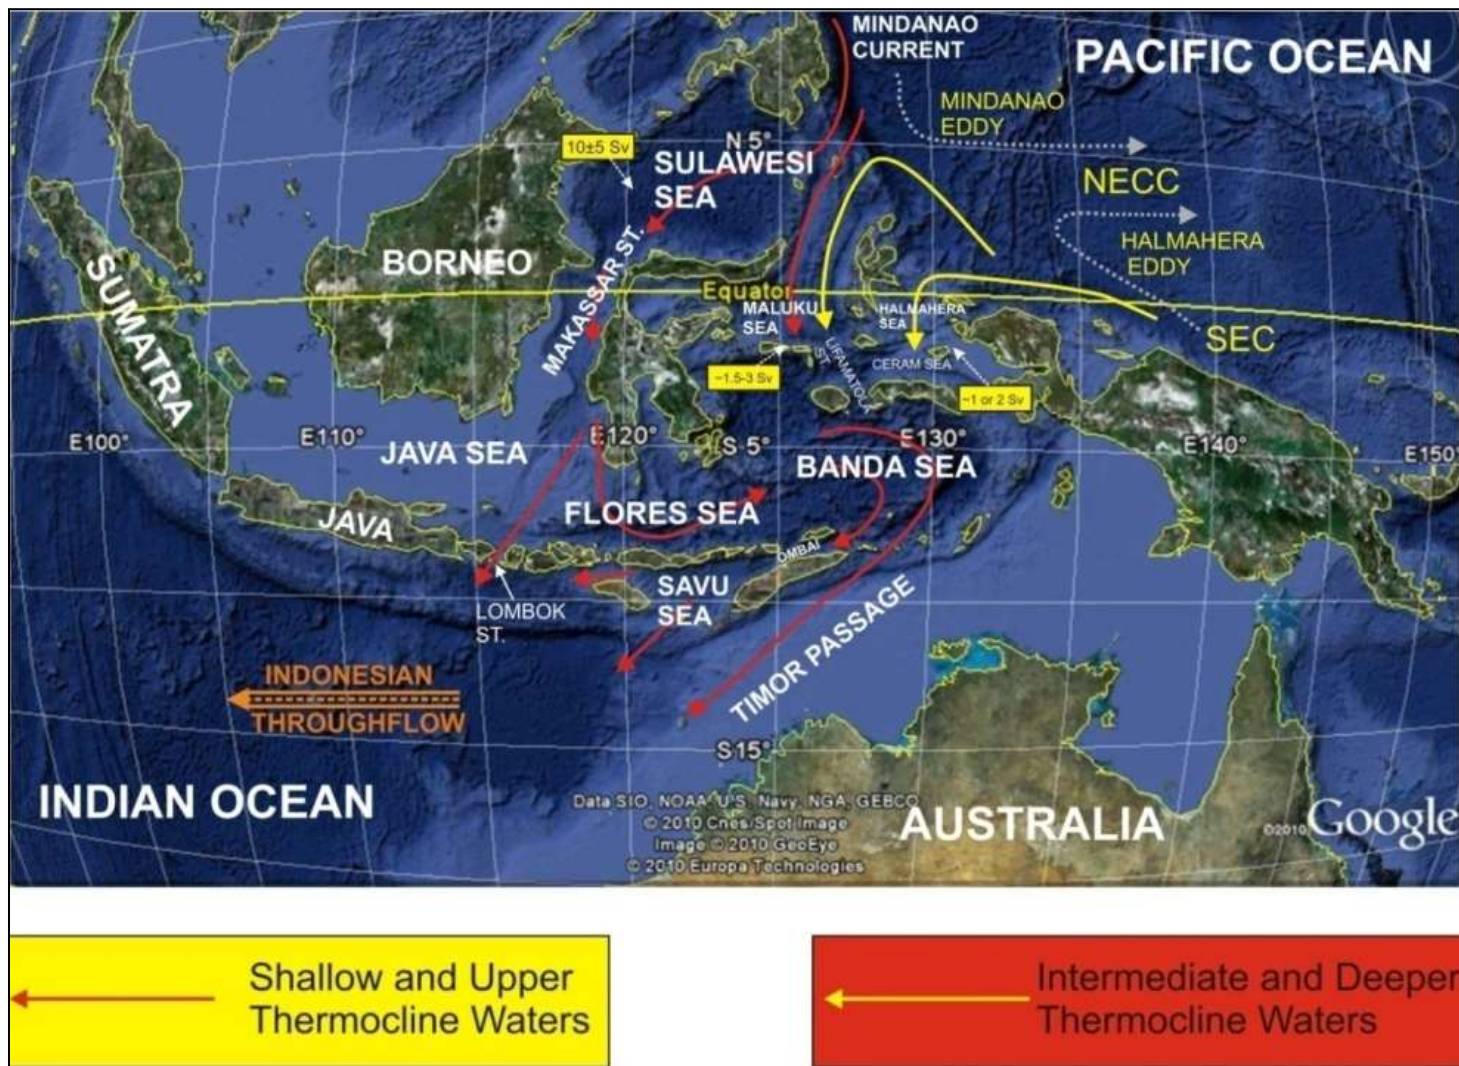 MINDANAO
CURRENT
PACIFIC OCEAN
MINDANAO
EDDY
N 5°
10±5 Sv
SULAWESI
SEA
NECC
HALMAHERA
EDDY
BORNEO
MAKASSAR ST.
SUMATRA
Equator
MALUKU
SEA
HALMAHERA
SEA
SEC
LIFAMATOLA
ST.
CERAM SEA
~1.5-3 Sv
~1 or 2 Sv
E100°
E110°
E120°
S 5°
E130°
E140°
E150°
JAVA SEA
BANDA SEA
FLORES SEA
JAVA
OMBAI
SAVU
SEA
LOMBOK
ST.
TIMOR PASSAGE
INDONESIAN
THROUGHFLOW
S15°
INDIAN OCEAN
Data SIO, NOAA, U.S. Navy, NGA, GEBCO
© 2010 Cnes/Spot Image
Image © 2010 GeoEye
© 2010 Europa Technologies
AUSTRALIA
©2010 Google
Shallow and Upper
Thermocline Waters
Intermediate and Deeper
Thermocline Waters